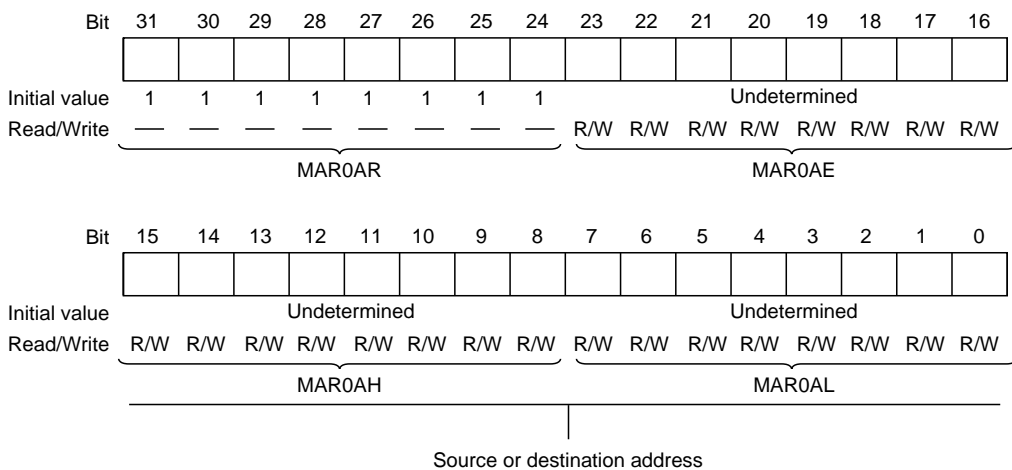 Bit 31 30 29 28 27 26 25 24 23 22 21 20 19 18 17 16
Initial value 1 1 1 1 1 1 1 1 Undetermined
Read/Write — — — — — — — — R/W R/W R/W R/W R/W R/W R/W R/W
MAR0AR MAR0AE
Bit 15 14 13 12 11 10 9 8 7 6 5 4 3 2 1 0
Initial value Undetermined Undetermined
Read/Write R/W R/W R/W R/W R/W R/W R/W R/W R/W R/W R/W R/W R/W R/W R/W R/W
MAR0AH MAR0AL
Source or destination address